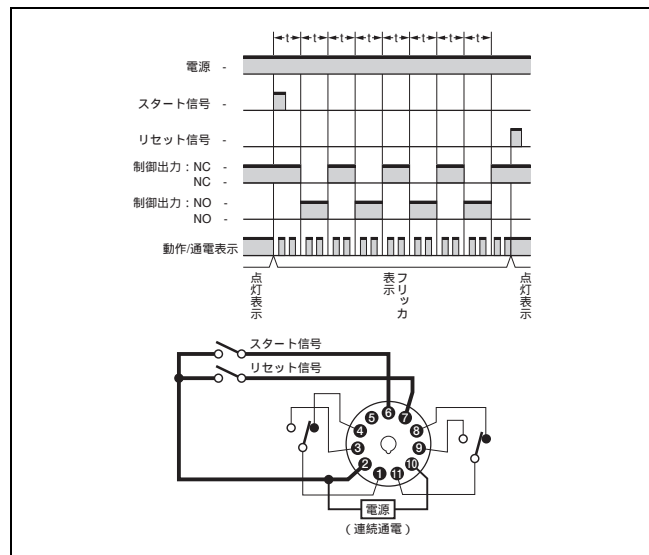 t t t t t t t t
電源 -
スタート信号 -
リセット信号 -
制御出力：NC -
NC -
制御出力：NO -
NO -
動作/通電表示
点灯表示
フリッカ表示
点灯表示
スタート信号
リセット信号
6
5 7
4 8
3 9
2 10
1 11
電源
（連続通電）